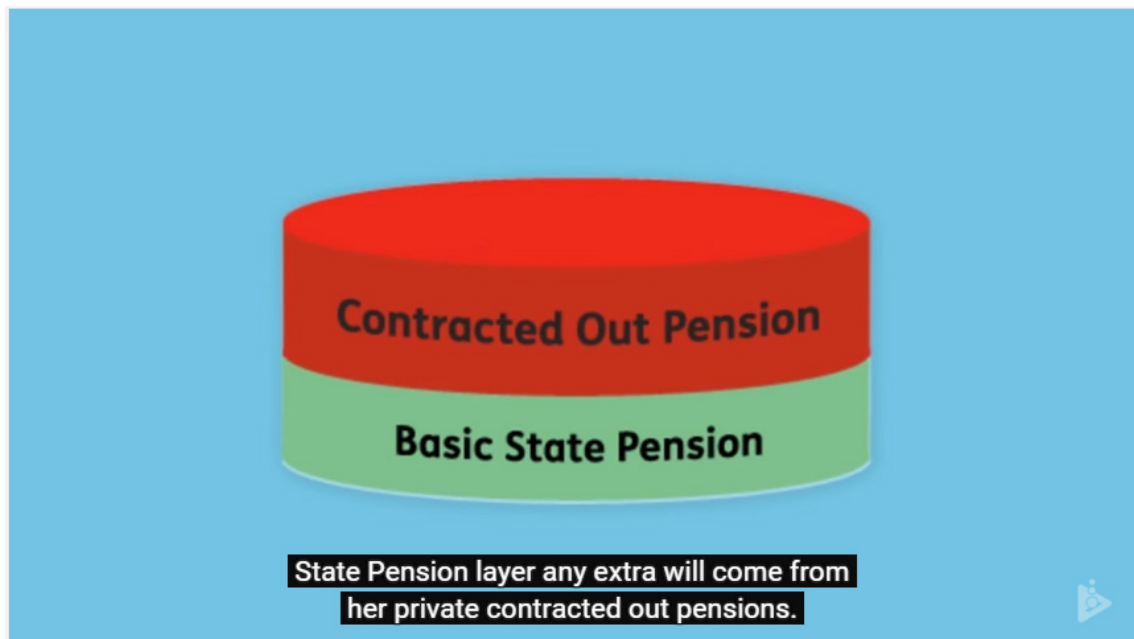 Contracted Out Pension
Basic State Pension
State Pension layer any extra will come from
her private contracted out pensions.